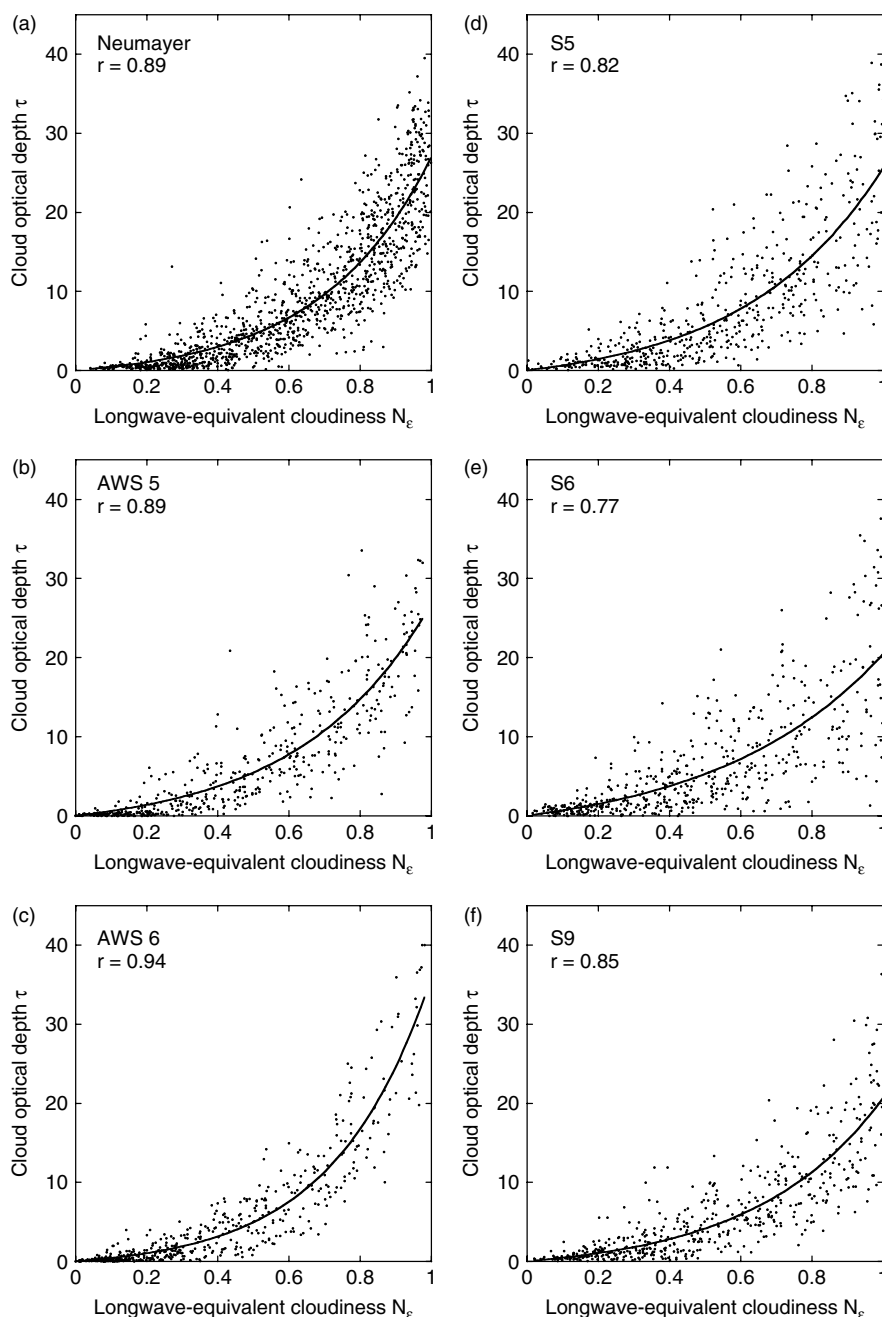 (a)
Neumayer
r = 0.89
40
30
20
10
0
0 0.2 0.4 0.6 0.8 1
Cloud optical depth τ
Longwave-equivalent cloudiness Nε
(b)
AWS 5
r = 0.89
40
30
20
10
0
0 0.2 0.4 0.6 0.8 1
Cloud optical depth τ
Longwave-equivalent cloudiness Nε
(c)
AWS 6
r = 0.94
40
30
20
10
0
0 0.2 0.4 0.6 0.8 1
Cloud optical depth τ
Longwave-equivalent cloudiness Nε
(d)
S5
r = 0.82
40
30
20
10
0
0 0.2 0.4 0.6 0.8 1
Cloud optical depth τ
Longwave-equivalent cloudiness Nε
(e)
S6
r = 0.77
40
30
20
10
0
0 0.2 0.4 0.6 0.8 1
Cloud optical depth τ
Longwave-equivalent cloudiness Nε
(f)
S9
r = 0.85
40
30
20
10
0
0 0.2 0.4 0.6 0.8 1
Cloud optical depth τ
Longwave-equivalent cloudiness Nε